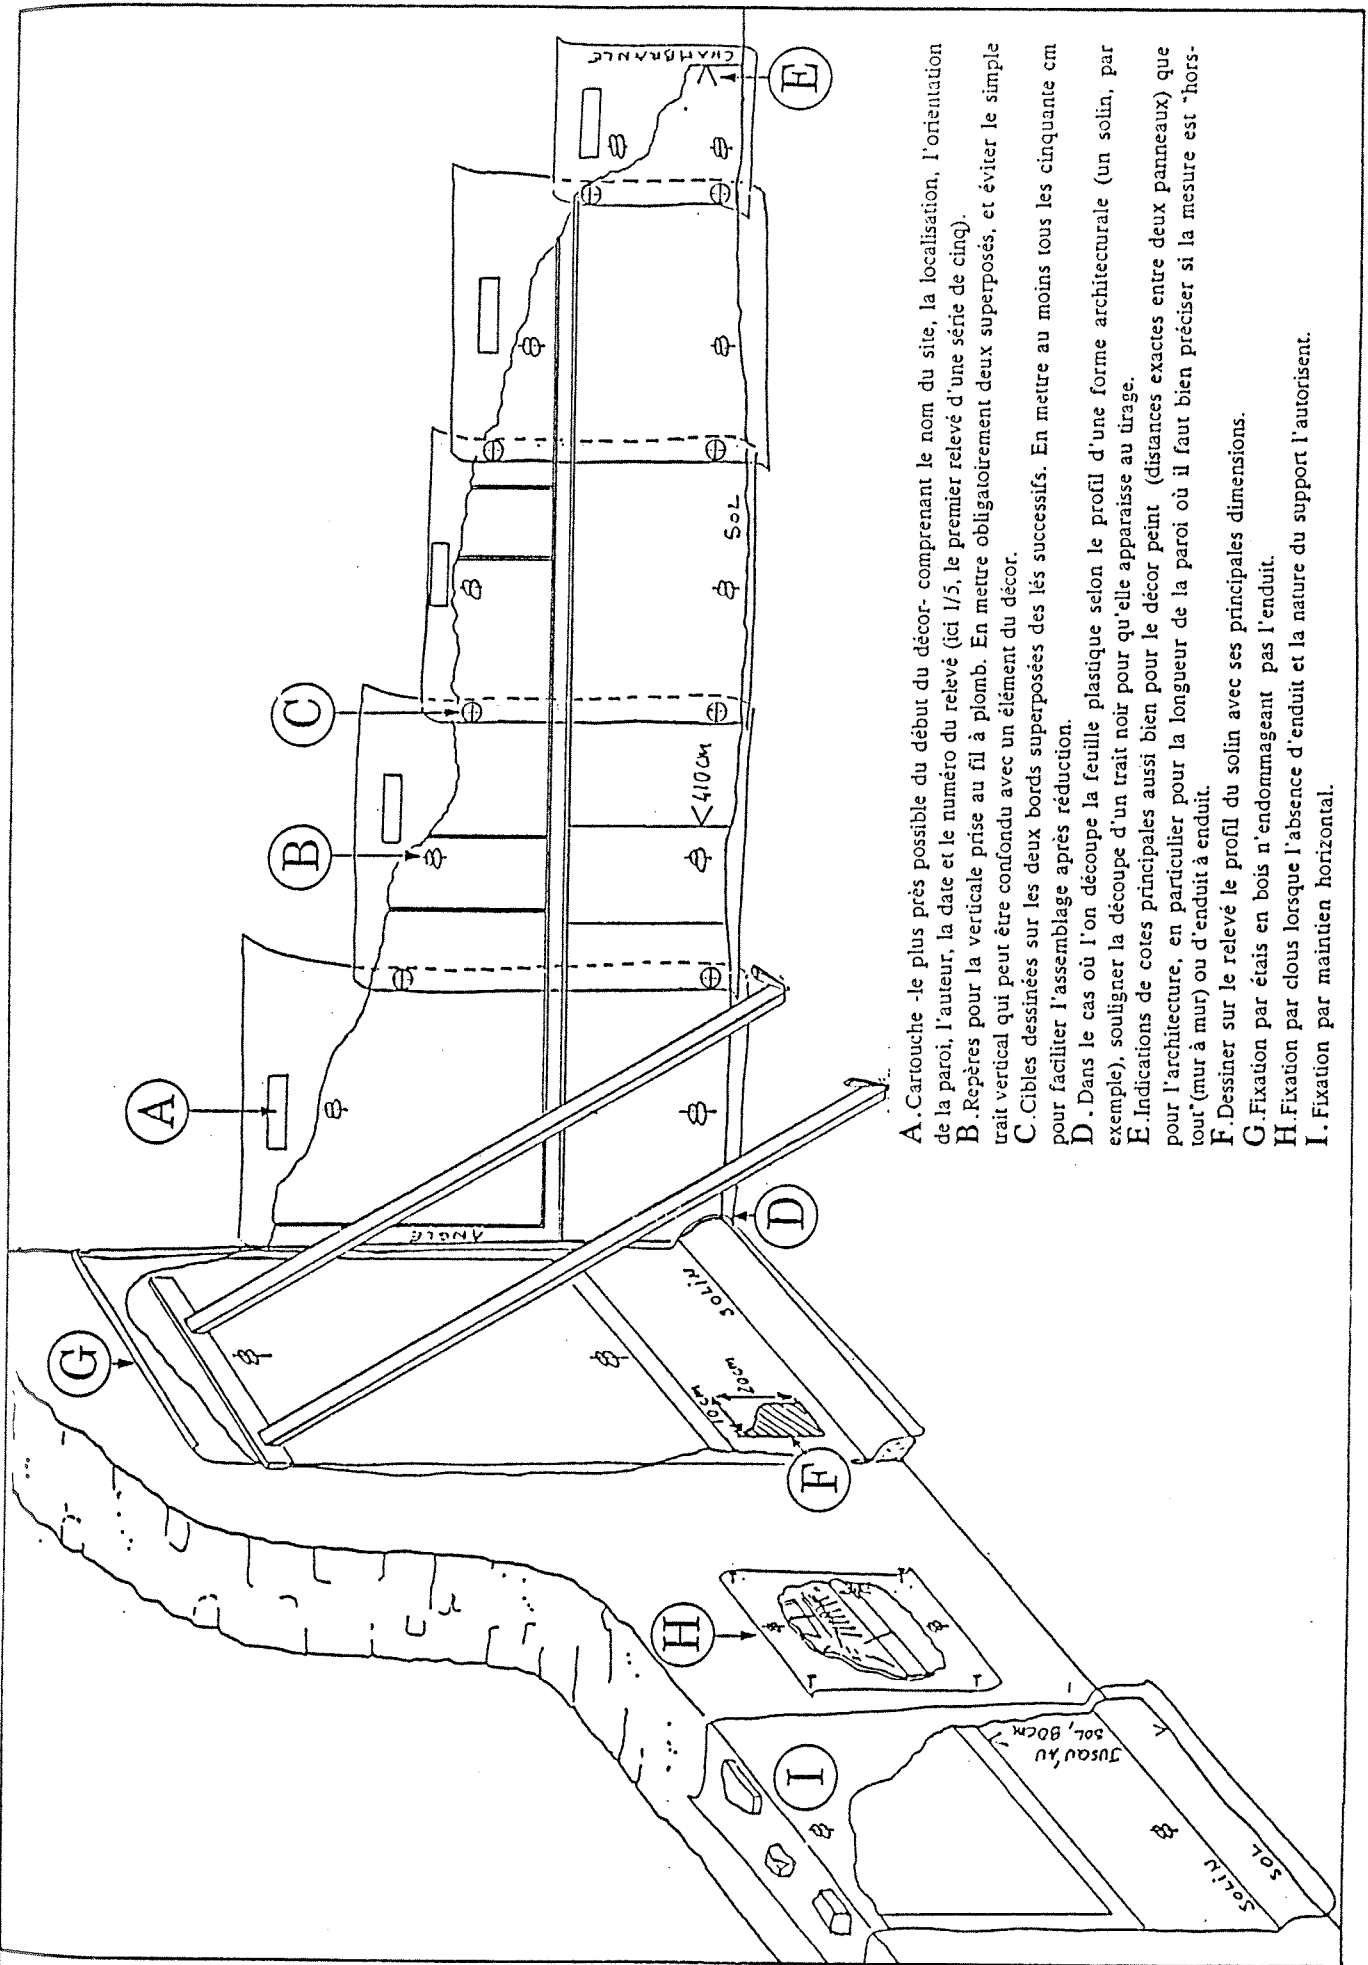 A
B
C
D
E
F
G
H
I
CHAMBRANLE
ANGLE
SOL
<410cm
SOLIN
10cm
20cm
JUSQU'AU
SOL, 80cm
SOLIN
SOL
A.Cartouche -le plus près possible du début du décor- comprenant le nom du site, la localisation, l'orientation
de la paroi, l'auteur, la date et le numéro du relevé (ici 1/5, le premier relevé d'une série de cinq).
B.Repères pour la verticale prise au fil à plomb. En mettre obligatoirement deux superposés, et éviter le simple
trait vertical qui peut être confondu avec un élément du décor.
C.Cibles dessinées sur les deux bords superposées des lés successifs. En mettre au moins tous les cinquante cm
pour faciliter l'assemblage après réduction.
D.Dans le cas où l'on découpe la feuille plastique selon le profil d'une forme architecturale (un solin, par
exemple), souligner la découpe d'un trait noir pour qu'elle apparaisse au tirage.
E.Indications de cotes principales aussi bien pour le décor peint (distances exactes entre deux panneaux) que
pour l'architecture, en particulier pour la longueur de la paroi où il faut bien préciser si la mesure est "hors-
tout"(mur à mur) ou d'enduit à enduit.
F.Dessiner sur le relevé le profil du solin avec ses principales dimensions.
G.Fixation par étais en bois n'endommageant pas l'enduit.
H.Fixation par clous lorsque l'absence d'enduit et la nature du support l'autorisent.
I.Fixation par maintien horizontal.